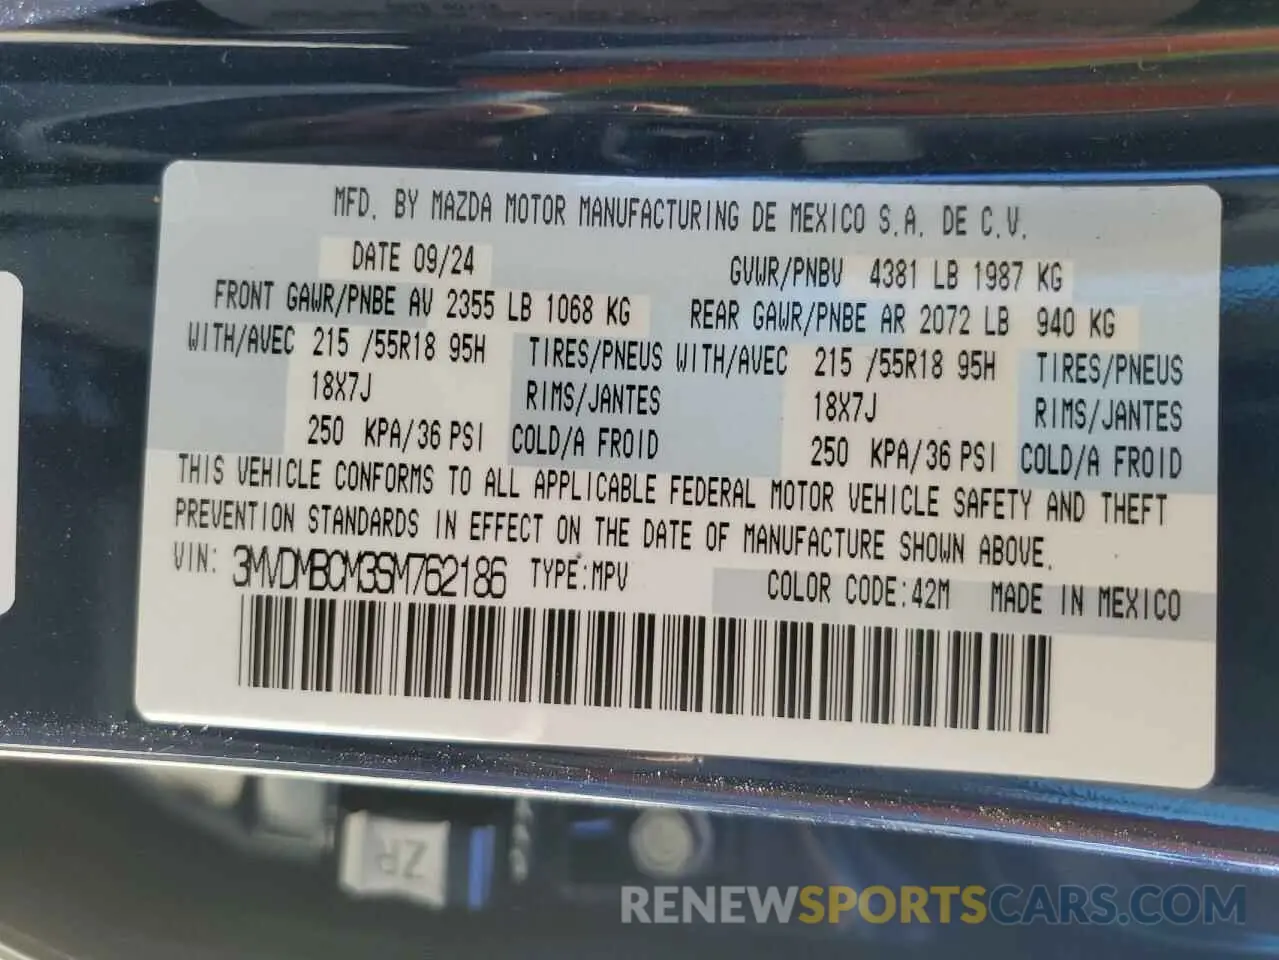 MFD. BY MAZDA MOTOR MANUFACTURING DE MEXICO S.A. DE C.V.
DATE 09/24 GVWR/PNBV 4381 LB 1987 KG
FRONT GAWR/PNBE AV 2355 LB 1068 KG REAR GAWR/PNBE AR 2072 LB 940 KG
WITH/AVEC 215 /55R18 95H TIRES/PNEUS WITH/AVEC 215 /55R18 95H TIRES/PNEUS
18X7J RIMS/JANTES 18X7J RIMS/JANTES
250 KPA/36 PSI COLD/A FROID 250 KPA/36 PSI COLD/A FROID
THIS VEHICLE CONFORMS TO ALL APPLICABLE FEDERAL MOTOR VEHICLE SAFETY AND THEFT
PREVENTION STANDARDS IN EFFECT ON THE DATE OF MANUFACTURE SHOWN ABOVE.
VIN: 3MVDMBCM3SM762186 TYPE:MPV COLOR CODE:42M MADE IN MEXICO
ZP
RENEWSPORTSCARS.COM